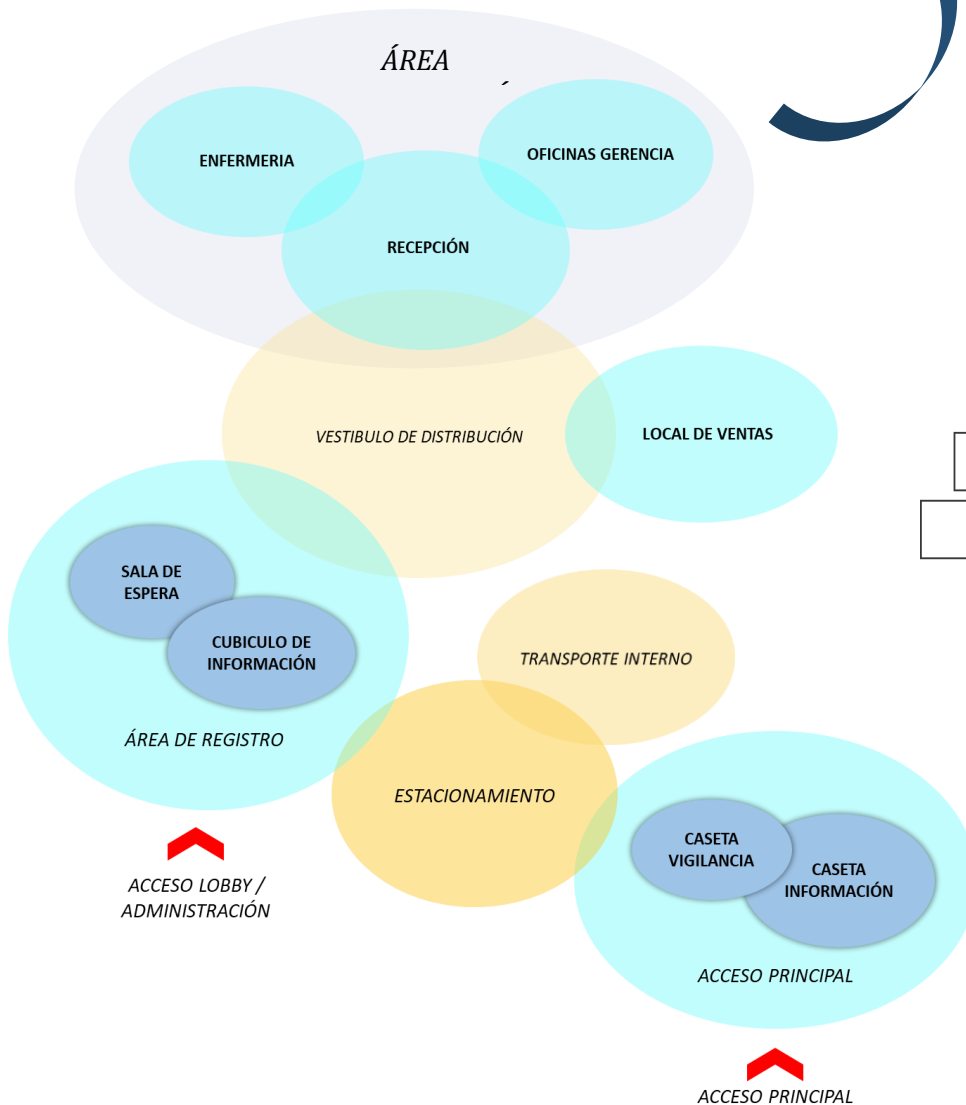 ÁREA
ENFERMERIA
OFICINAS GERENCIA
RECEPCIÓN
VESTIBULO DE DISTRIBUCIÓN
LOCAL DE VENTAS
SALA DE
ESPERA
CUBICULO DE
INFORMACIÓN
TRANSPORTE INTERNO
ÁREA DE REGISTRO
ESTACIONAMIENTO
CASETA
VIGILANCIA
CASETA
INFORMACIÓN
ACCESO LOBBY /
ADMINISTRACIÓN
ACCESO PRINCIPAL
ACCESO PRINCIPAL